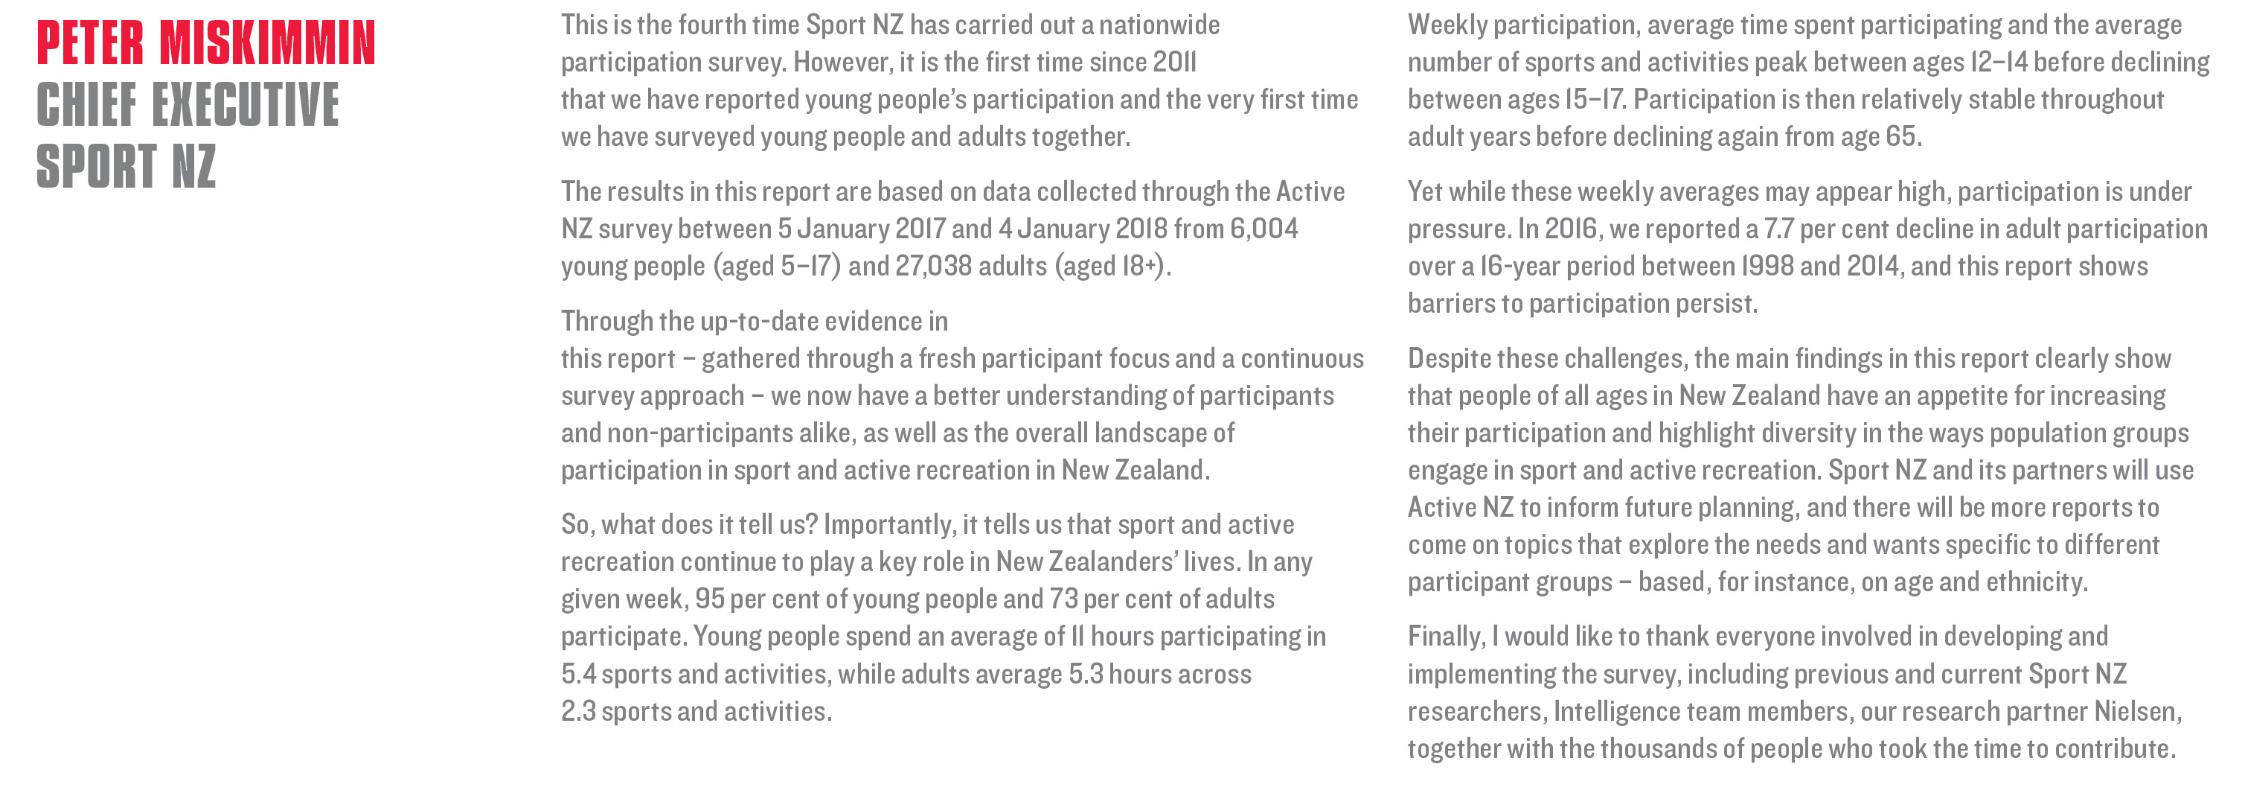 PETER MISKIMMIN
CHIEF EXECUTIVE
SPORT NZ
This is the fourth time Sport NZ has carried out a nationwide
participation survey. However, it is the first time since 2011
that we have reported young people’s participation and the very first time
we have surveyed young people and adults together.
The results in this report are based on data collected through the Active
NZ survey between 5 January 2017 and 4 January 2018 from 6,004
young people (aged 5–17) and 27,038 adults (aged 18+).
Through the up-to-date evidence in
this report – gathered through a fresh participant focus and a continuous
survey approach – we now have a better understanding of participants
and non-participants alike, as well as the overall landscape of
participation in sport and active recreation in New Zealand.
So, what does it tell us? Importantly, it tells us that sport and active
recreation continue to play a key role in New Zealanders’ lives. In any
given week, 95 per cent of young people and 73 per cent of adults
participate. Young people spend an average of 11 hours participating in
5.4 sports and activities, while adults average 5.3 hours across
2.3 sports and activities.
Weekly participation, average time spent participating and the average
number of sports and activities peak between ages 12–14 before declining
between ages 15–17. Participation is then relatively stable throughout
adult years before declining again from age 65.
Yet while these weekly averages may appear high, participation is under
pressure. In 2016, we reported a 7.7 per cent decline in adult participation
over a 16-year period between 1998 and 2014, and this report shows
barriers to participation persist.
Despite these challenges, the main findings in this report clearly show
that people of all ages in New Zealand have an appetite for increasing
their participation and highlight diversity in the ways population groups
engage in sport and active recreation. Sport NZ and its partners will use
Active NZ to inform future planning, and there will be more reports to
come on topics that explore the needs and wants specific to different
participant groups – based, for instance, on age and ethnicity.
Finally, I would like to thank everyone involved in developing and
implementing the survey, including previous and current Sport NZ
researchers, Intelligence team members, our research partner Nielsen,
together with the thousands of people who took the time to contribute.